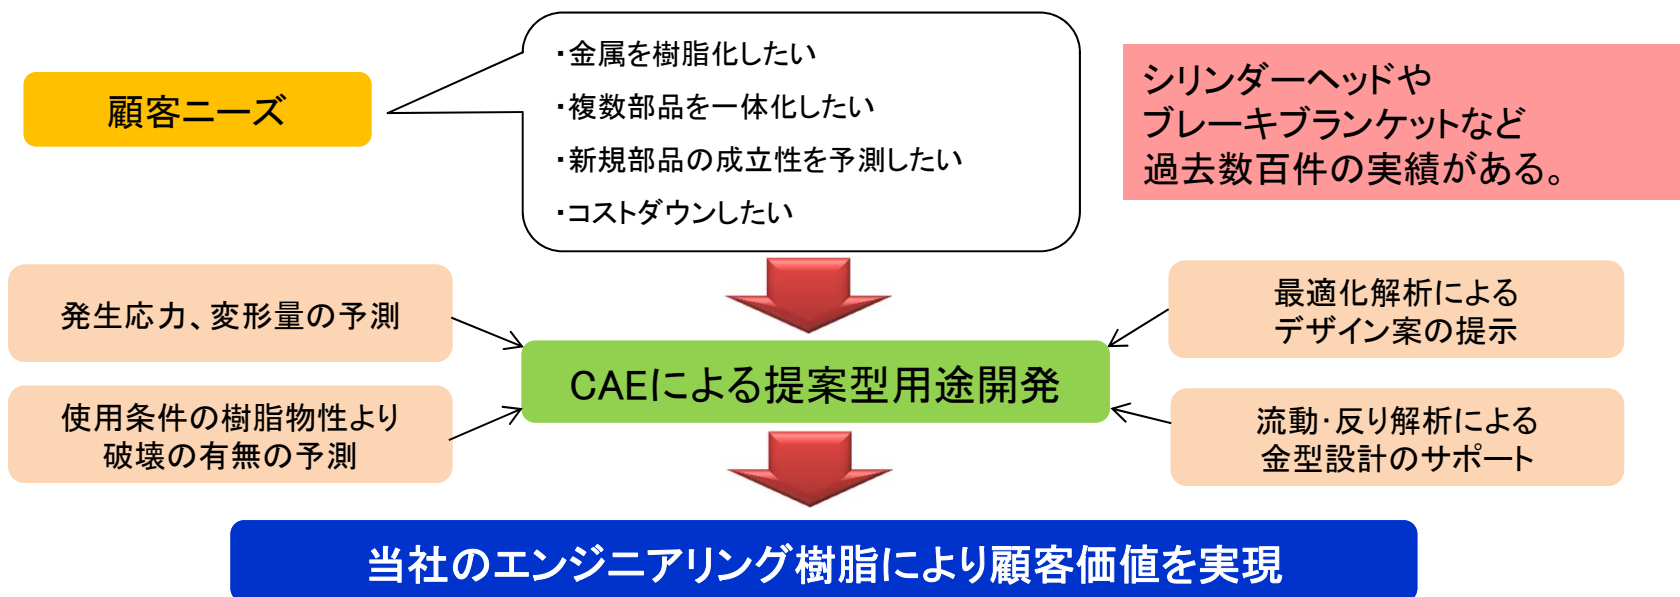 顧客ニーズ
・金属を樹脂化したい
・複数部品を一体化したい
・新規部品の成立性を予測したい
・コストダウンしたい
シリンダーヘッドや
ブレーキブランケットなど
過去数百件の実績がある。
発生応力、変形量の予測
使用条件の樹脂物性より
破壊の有無の予測
CAEによる提案型用途開発
最適化解析による
デザイン案の提示
流動・反り解析による
金型設計のサポート
当社のエンジニアリング樹脂により顧客価値を実現